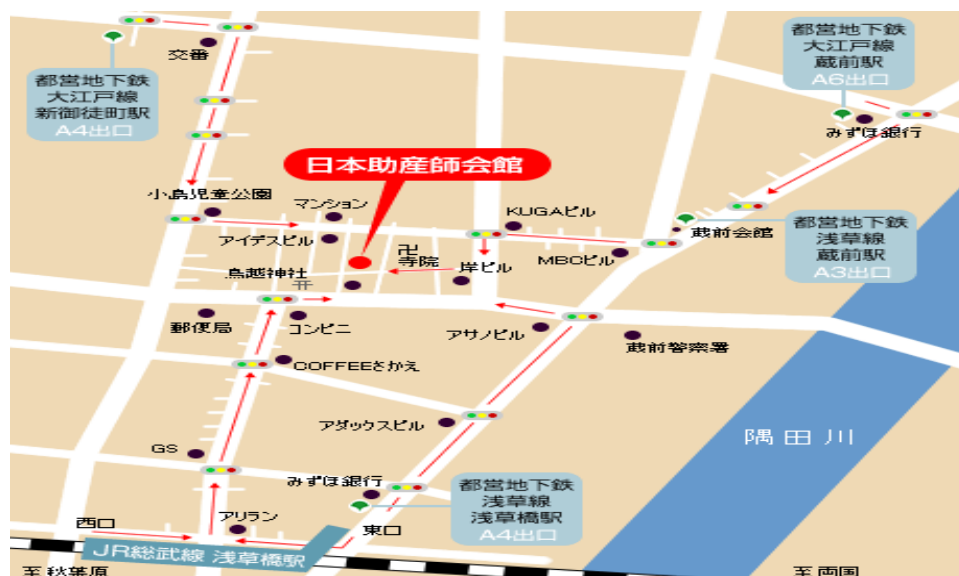 都営地下鉄
大江戸線
新御徒町駅
A4出口
交番
都営地下鉄
大江戸線
蔵前駅
A6出口
みずほ銀行
日本助産師会館
小島児童公園
マンション
アイデスビル
KUGAビル
蔵前会館
都営地下鉄
浅草線
蔵前駅
A3出口
卍
寺院
岸ビル
MBCビル
鳥越神社
郵便局
コンビニ
アサノビル
蔵前警察署
COFFEEさかえ
アダックスビル
隅田川
GS
みずほ銀行
都営地下鉄
浅草線
浅草橋駅
A4出口
西口
アリラン
東口
JR総武線 浅草橋駅
至秋葉原
至両国